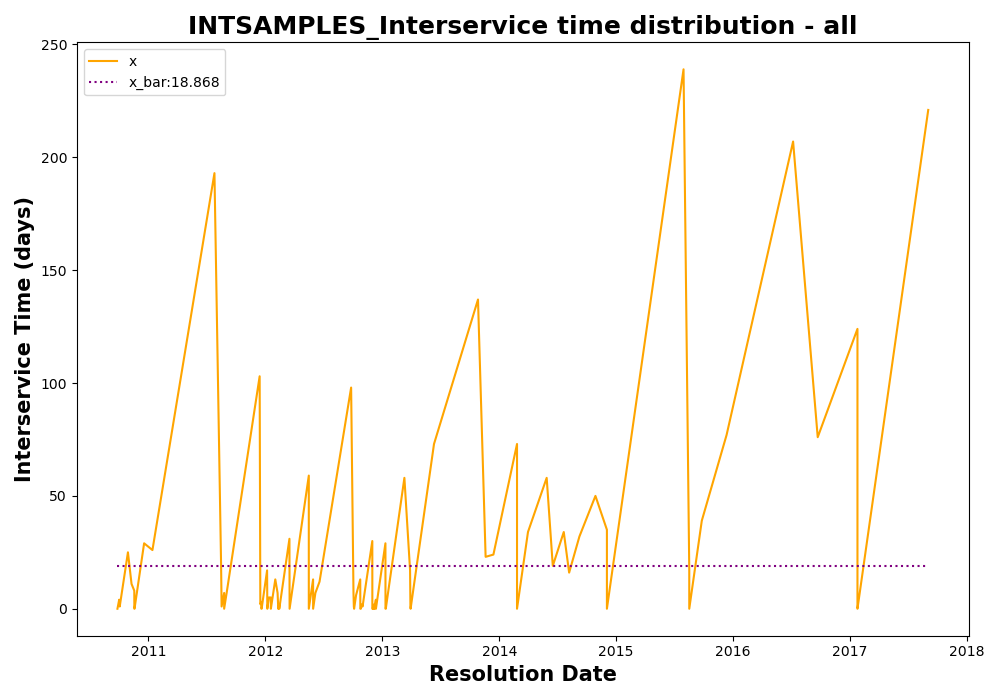 INTSAMPLES_Interservice time distribution - all
x
x_bar:18.868
Interservice Time (days)
250
200
150
100
50
0
2011 2012 2013 2014 2015 2016 2017 2018
Resolution Date